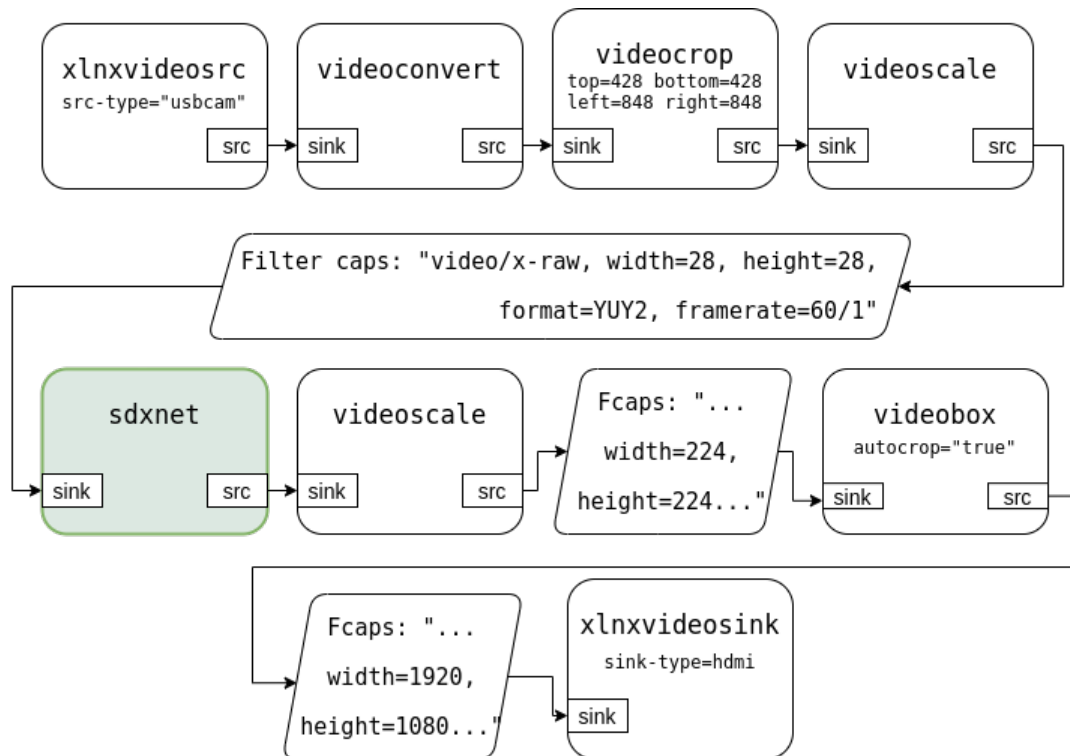 xlnxvideosrc
src-type="usbcam"
src
videoconvert
sink
src
videocrop
top=428 bottom=428
left=848 right=848
sink
src
videoscale
sink
src
Filter caps: "video/x-raw, width=28, height=28,
format=YUY2, framerate=60/1"
sdxnet
sink
src
videoscale
sink
src
Fcaps: "...
width=224,
height=224..."
videobox
autocrop="true"
sink
src
Fcaps: "...
width=1920,
height=1080..."
xlnxvideosink
sink-type=hdmi
sink